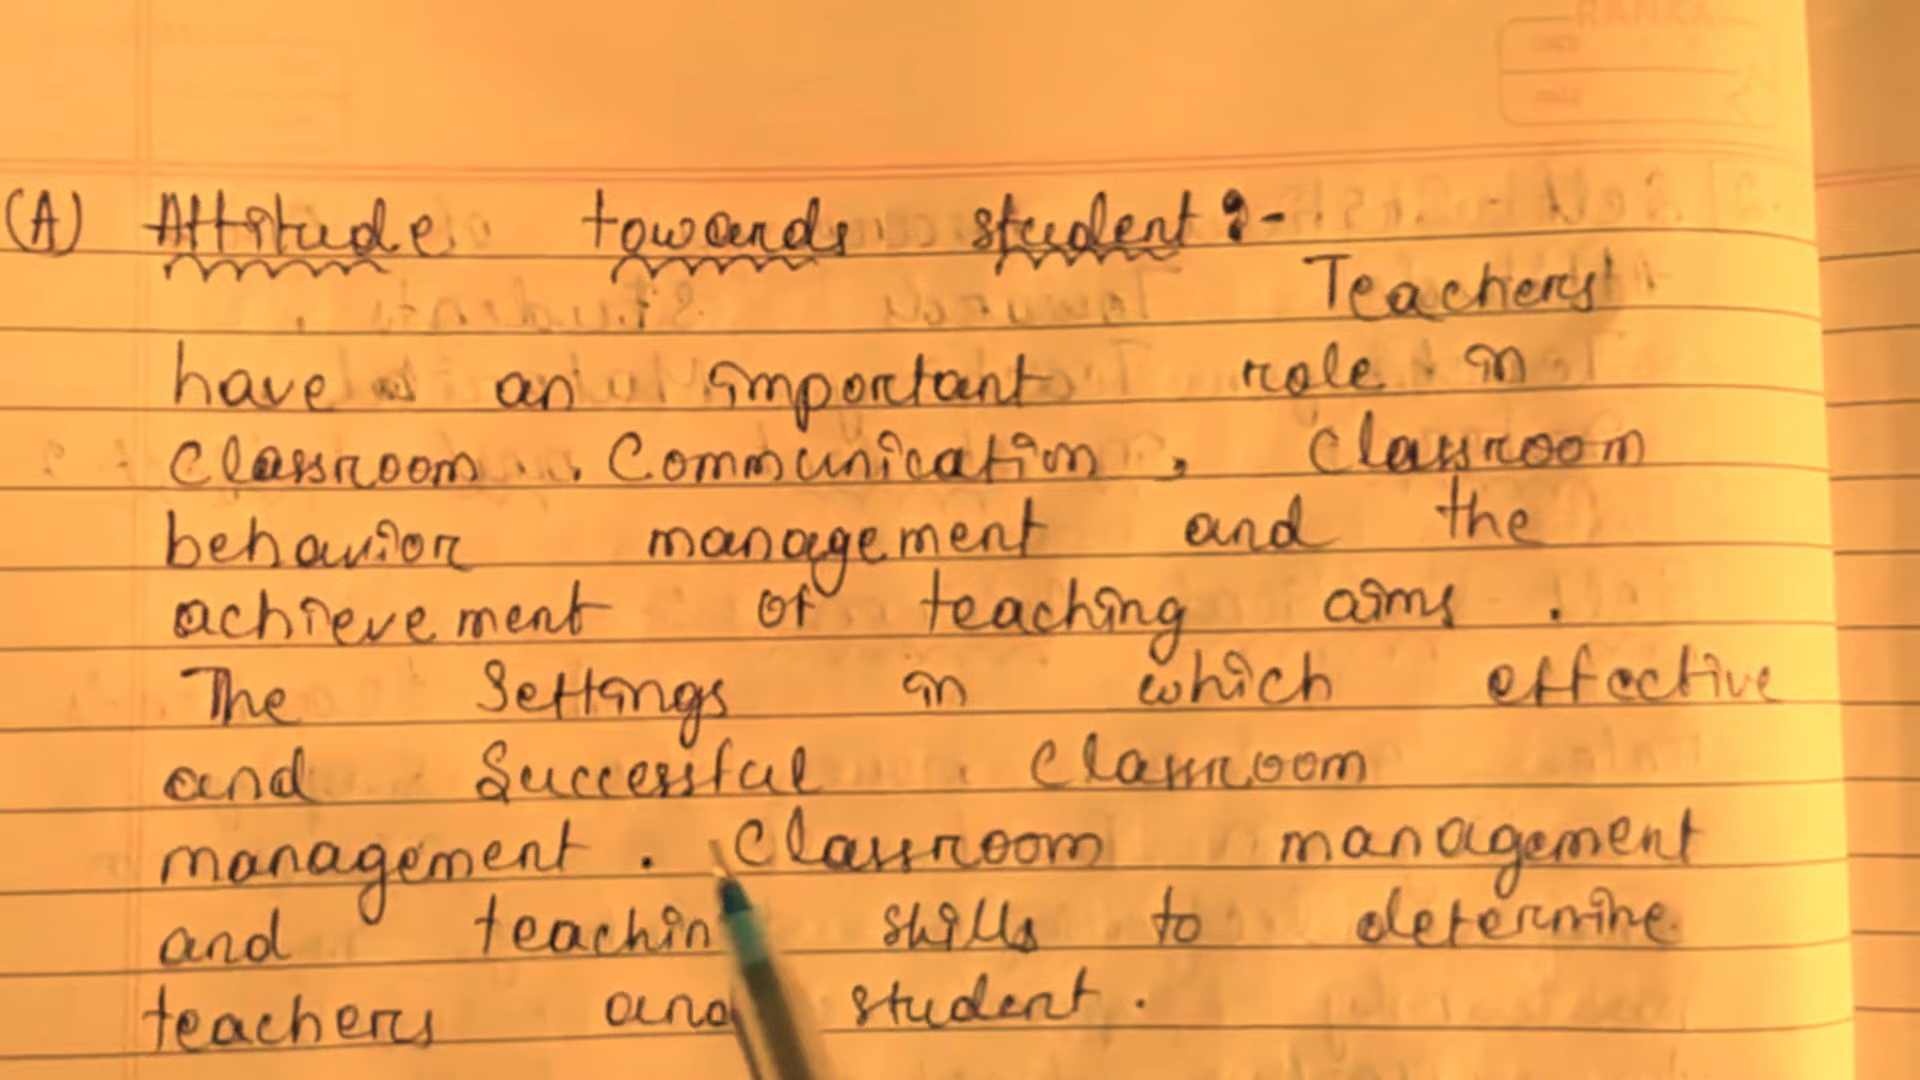 (A) Attitude towards student :-
Teachers
have an important role in
classroom . Communication , classroom
behavior management and the
achievement of teaching aims .
The Settings in which effective
and Successful classroom
management . classroom management
and teachin skills to determine
teachers and student .